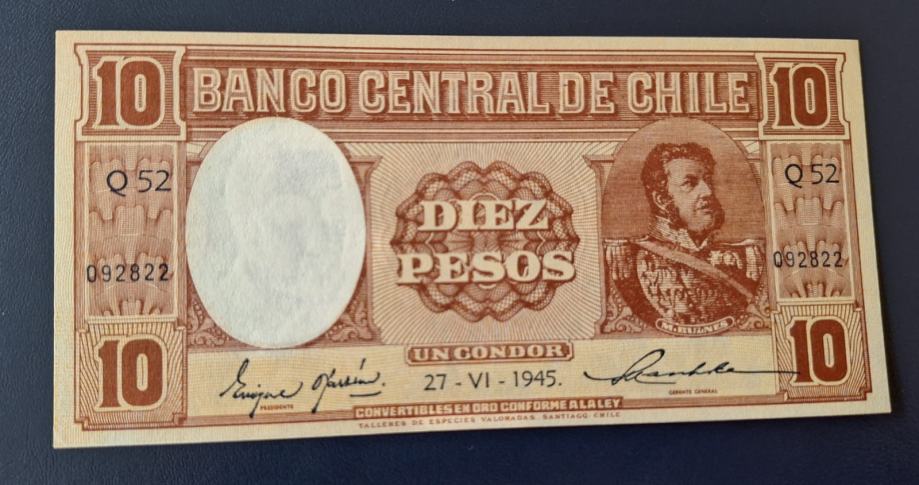 10 BANCO CENTRAL DE CHILE 10
Q 52 Q 52
DIEZ
PESOS
092822 092822
M. BULNES
10 UN CONDOR 10
27 - VI - 1945.
PRESIDENTE GERENTE GENERAL
CONVERTIBLES EN ORO CONFORME A LA LEY
TALLERES DE ESPECIES VALORADAS. SANTIAGO. CHILE